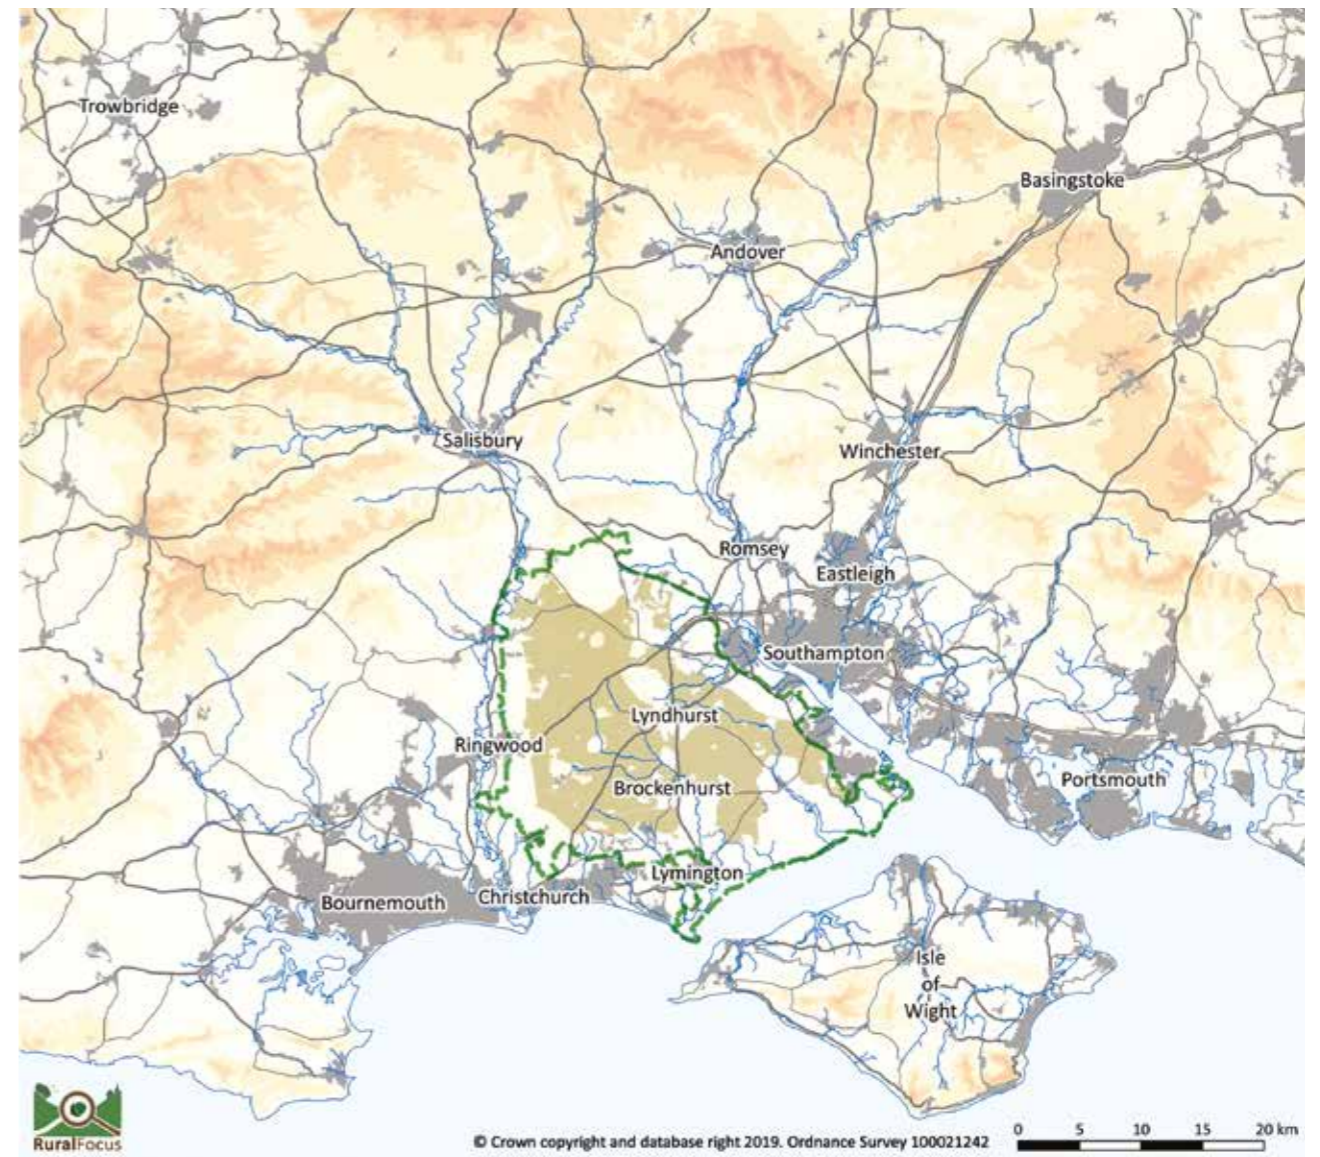 Trowbridge
Basingstoke
Andover
Salisbury
Winchester
Romsey
Eastleigh
Southampton
Lyndhurst
Ringwood
Portsmouth
Brockenhurst
Lymington
Christchurch
Bournemouth
Isle
of
Wight
RuralFocus
© Crown copyright and database right 2019. Ordnance Survey 100021242
0 5 10 15 20 km